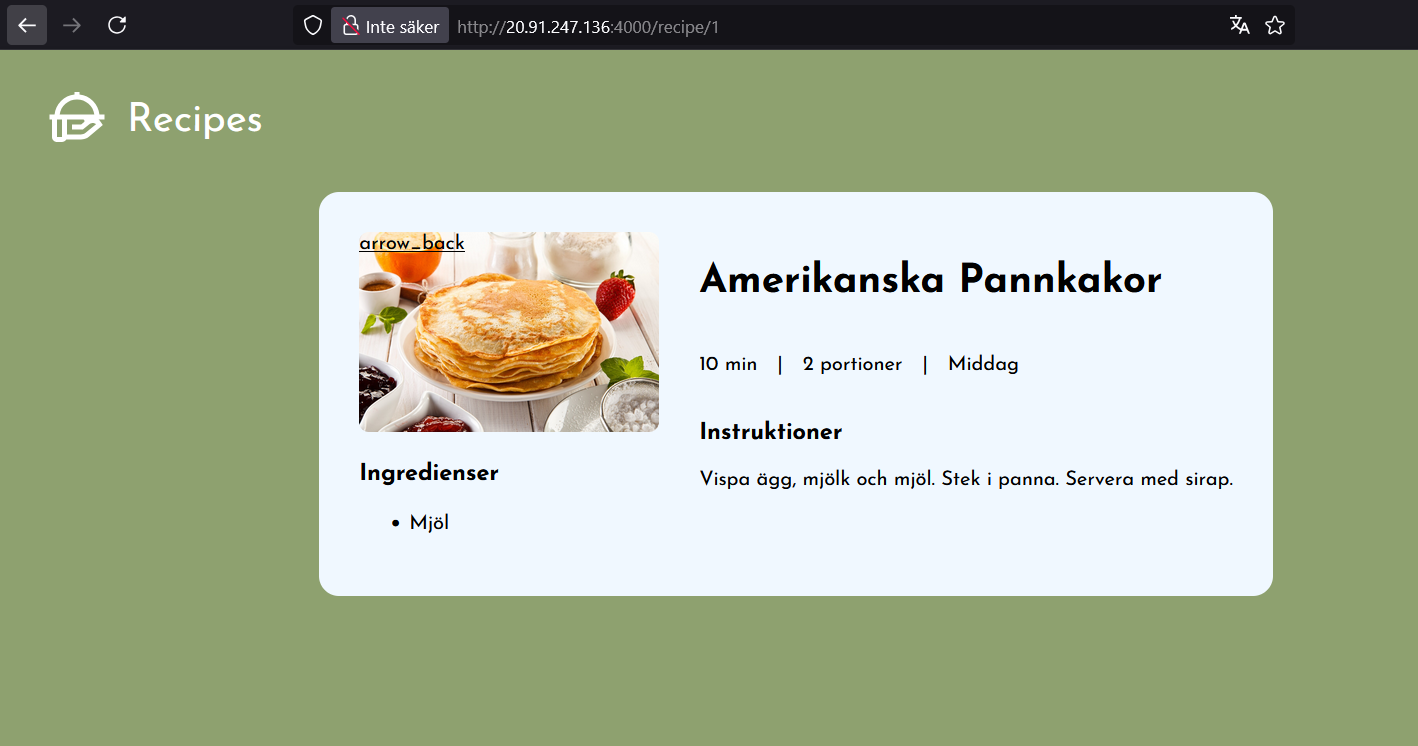 Inte säker http://20.91.247.136:4000/recipe/1
Recipes
arrow_back
Amerikanska Pannkakor
10 min | 2 portioner | Middag
Instruktioner
Vispa ägg, mjölk och mjöl. Stek i panna. Servera med sirap.
Ingredienser
• Mjöl